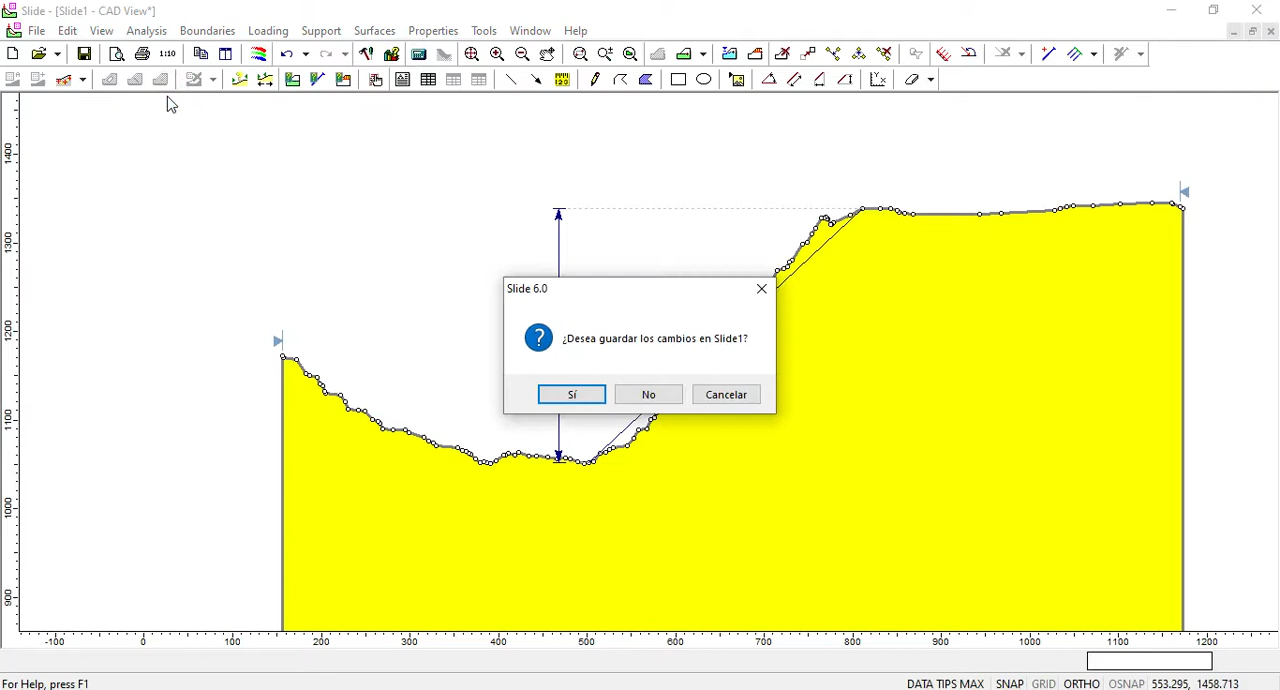 Slide - [Slide1 - CAD View*]
File Edit View Analysis Boundaries Loading Support Surfaces Properties Tools Window Help
1:10
1400
1300
1200
1100
1000
900
Slide 6.0
¿Desea guardar los cambios en Slide1?
Sí No Cancelar
-100 0 100 200 300 400 500 600 700 800 900 1000 1100 1200
For Help, press F1 DATA TIPS MAX SNAP GRID ORTHO OSNAP 553.295, 1458.713